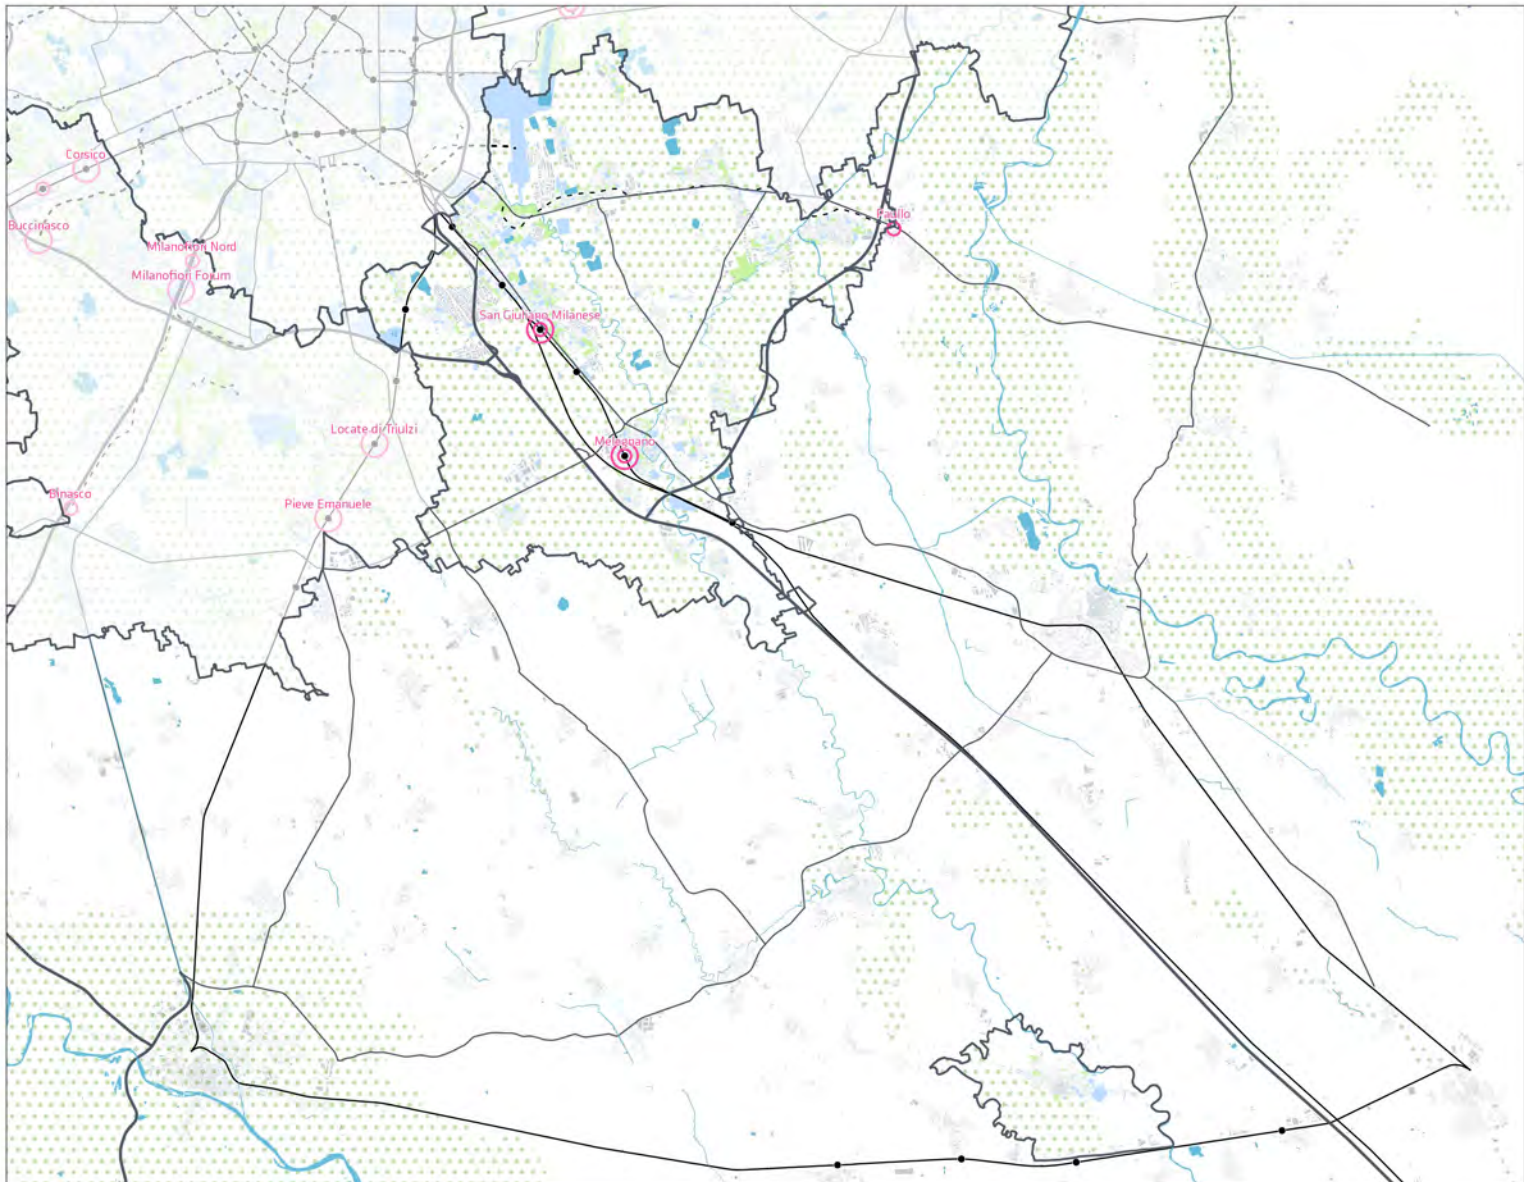 Corsico
Paullo
Buccinasco
Milanofiori Nord
Milanofiori Forum
San Giuliano Milanese
Locate di Triulzi
Melegnano
Binasco
Pieve Emanuele